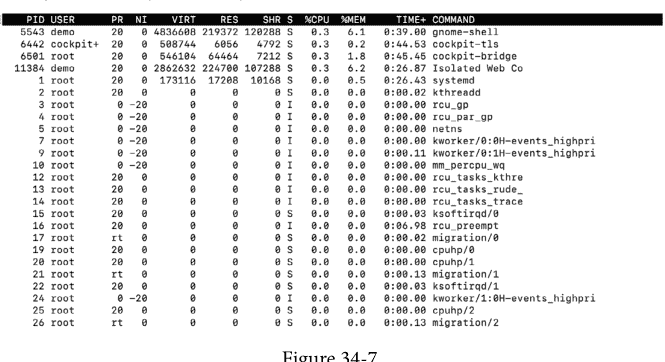 PID USER PR NI VIRT RES SHR S %CPU %MEM TIME+ COMMAND
5543 demo 20 0 4836608 219372 120288 S 0.3 6.1 0:39.00 gnome-shell
6442 cockpit+ 20 0 508744 6056 4792 S 0.3 0.2 0:44.53 cockpit-tls
6501 root 20 0 546104 64464 7212 S 0.3 1.8 0:45.45 cockpit-bridge
11384 demo 20 0 2862632 224700 107288 S 0.3 6.2 0:26.87 Isolated Web Co
1 root 20 0 173116 17208 10168 S 0.0 0.5 0:26.43 systemd
2 root 20 0 0 0 0 S 0.0 0.0 0:00.02 kthreadd
3 root 0 -20 0 0 0 I 0.0 0.0 0:00.00 rcu_gp
4 root 0 -20 0 0 0 I 0.0 0.0 0:00.00 rcu_par_gp
5 root 0 -20 0 0 0 I 0.0 0.0 0:00.00 netns
7 root 0 -20 0 0 0 I 0.0 0.0 0:00.00 kworker/0:0H-events_highpri
9 root 0 -20 0 0 0 I 0.0 0.0 0:00.11 kworker/0:1H-events_highpri
10 root 0 -20 0 0 0 I 0.0 0.0 0:00.00 mm_percpu_wq
12 root 20 0 0 0 0 I 0.0 0.0 0:00.00 rcu_tasks_kthre
13 root 20 0 0 0 0 I 0.0 0.0 0:00.00 rcu_tasks_rude_
14 root 20 0 0 0 0 I 0.0 0.0 0:00.00 rcu_tasks_trace
15 root 20 0 0 0 0 S 0.0 0.0 0:00.03 ksoftirqd/0
16 root 20 0 0 0 0 I 0.0 0.0 0:06.98 rcu_preempt
17 root rt 0 0 0 0 S 0.0 0.0 0:00.02 migration/0
19 root 20 0 0 0 0 S 0.0 0.0 0:00.00 cpuhp/0
20 root 20 0 0 0 0 S 0.0 0.0 0:00.00 cpuhp/1
21 root rt 0 0 0 0 S 0.0 0.0 0:00.13 migration/1
22 root 20 0 0 0 0 S 0.0 0.0 0:00.03 ksoftirqd/1
24 root 0 -20 0 0 0 I 0.0 0.0 0:00.00 kworker/1:0H-events_highpri
25 root 20 0 0 0 0 S 0.0 0.0 0:00.00 cpuhp/2
26 root rt 0 0 0 0 S 0.0 0.0 0:00.13 migration/2
Figure 34-7